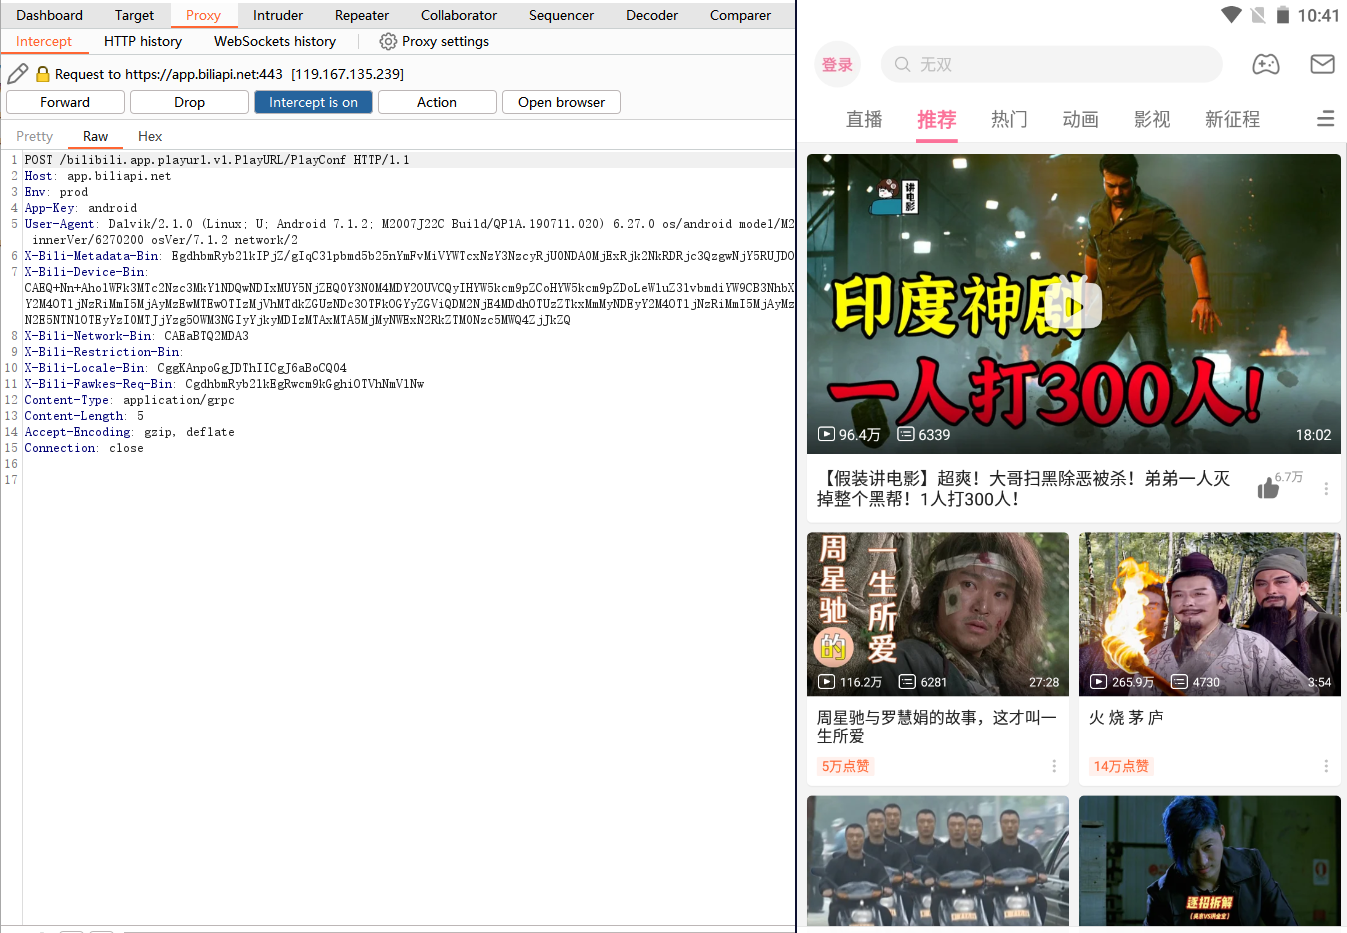 Dashboard Target Proxy Intruder Repeater Collaborator Sequencer Decoder Comparer
Intercept HTTP history WebSockets history Proxy settings
Request to https://app.biliapi.net:443 [119.167.135.239]
Forward Drop Intercept is on Action Open browser
Pretty Raw Hex
1 POST /bilibili.app.playurl.v1.PlayURL/PlayConf HTTP/1.1
2 Host: app.biliapi.net
3 Env: prod
4 App-Key: android
5 User-Agent: Dalvik/2.1.0 (Linux; U; Android 7.1.2; M2007J22C Build/QP1A.190711.020) 6.27.0 os/android model/M2
innerVer/6270200 osVer/7.1.2 network/2
6 X-Bili-Metadata-Bin:
7 X-Bili-Device-Bin:
8 X-Bili-Network-Bin: CAEaBTQ2MDA3
9 X-Bili-Restriction-Bin:
10 X-Bili-Locale-Bin: CggKAnpoGgJDThIICgJ6aBoCQ04
11 X-Bili-Fawkes-Req-Bin: CgdhbmRyb2lkEgRwcm9kGghiOTVhNmVlNw
12 Content-Type: application/grpc
13 Content-Length: 5
14 Accept-Encoding: gzip, deflate
15 Connection: close
16
17
10:41
登录 无双
直播 推荐 热门 动画 影视 新征程
讲电影
印度神剧
一人打300人!
96.4万 6339 18:02
【假装讲电影】超爽！大哥扫黑除恶被杀！弟弟一人灭
掉整个黑帮！1人打300人！
6.7万
周星驰的
一生所爱
116.2万 6281 27:28
265.9万 4730 3:54
周星驰与罗慧娟的故事，这才叫一
生所爱
火 烧 茅 庐
5万点赞
14万点赞
逐招拆解